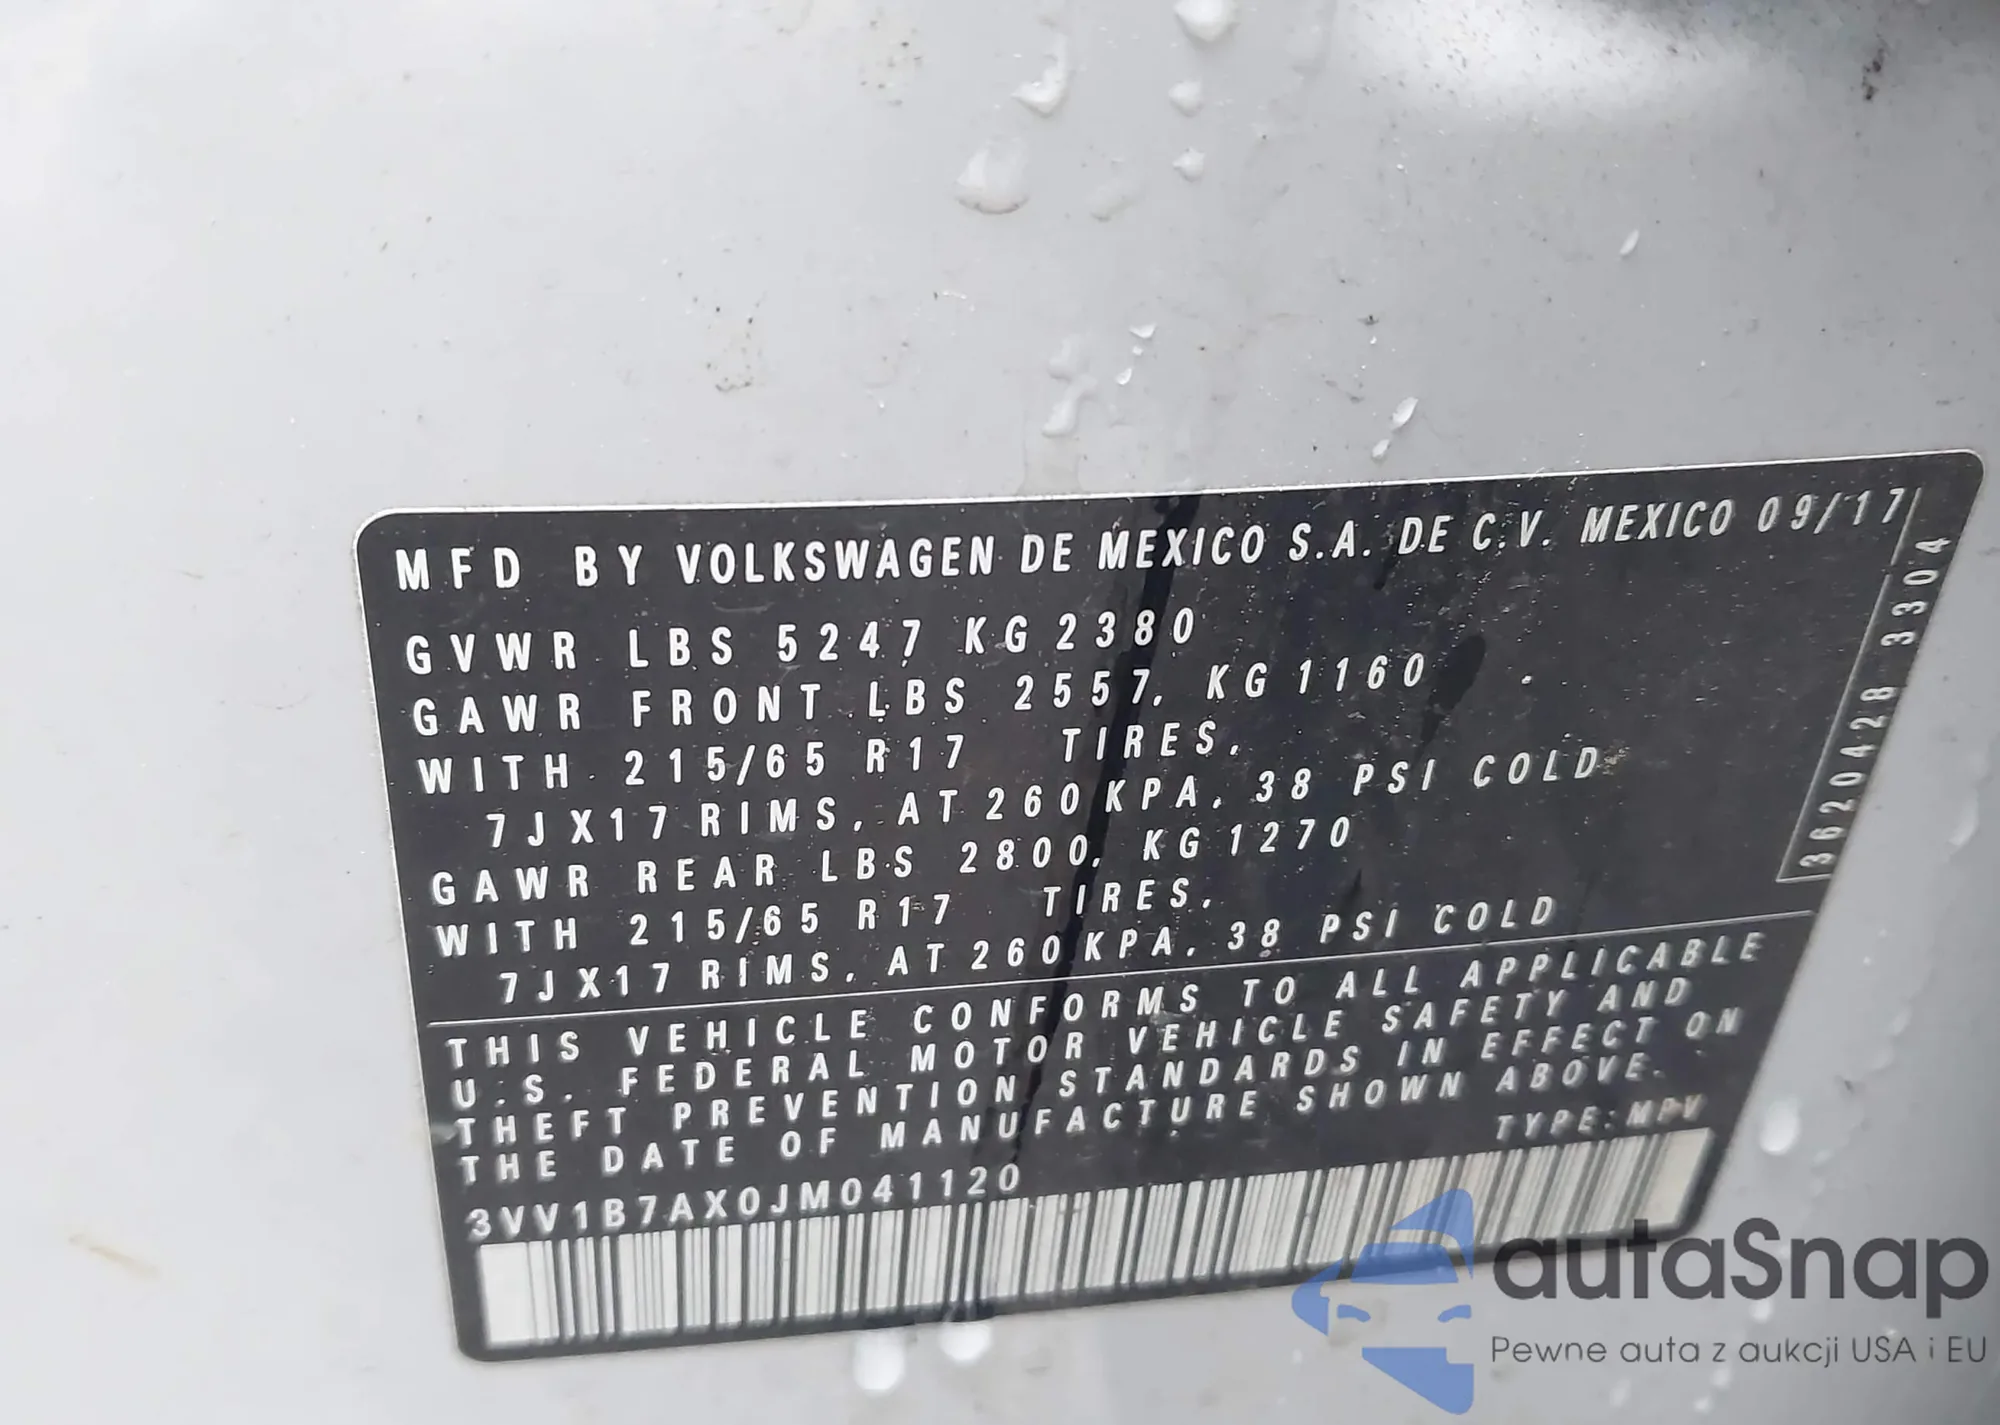 MFD BY VOLKSWAGEN DE MEXICO S.A. DE C.V. MEXICO 09/17
GVWR LBS 5247 KG 2380
GAWR FRONT LBS 2557, KG 1160
WITH 215/65 R17 TIRES,
7JX17 RIMS, AT 260 KPA, 38 PSI COLD
GAWR REAR LBS 2800, KG 1270
WITH 215/65 R17 TIRES,
7JX17 RIMS, AT 260 KPA, 38 PSI COLD
3620428 3304
THIS VEHICLE CONFORMS TO ALL APPLICABLE
U.S. FEDERAL MOTOR VEHICLE SAFETY AND
THEFT PREVENTION STANDARDS IN EFFECT ON
THE DATE OF MANUFACTURE SHOWN ABOVE.
3VV1B7AX0JM041120
TYPE: MPV
autaSnap
Pewne auta z aukcji USA i EU